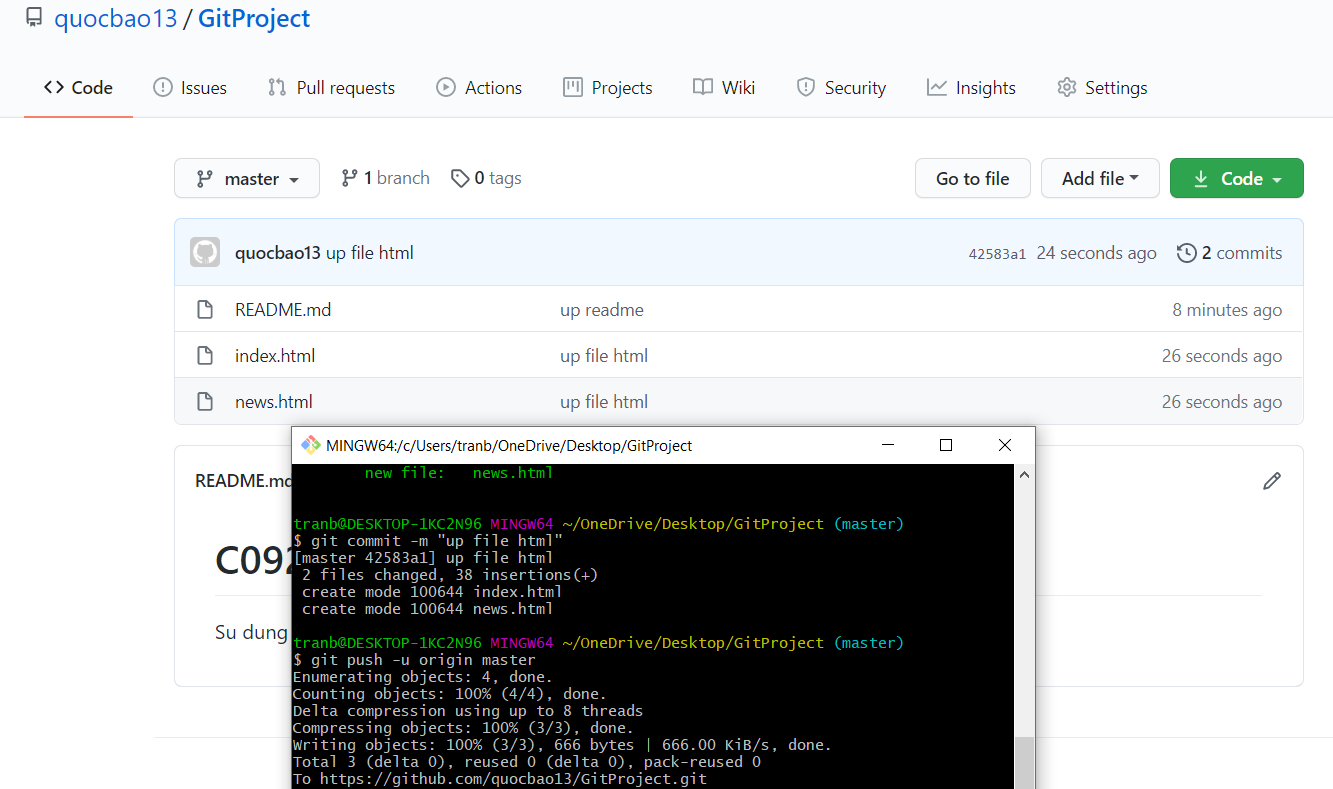 quocbao13 / GitProject
Code Issues Pull requests Actions Projects Wiki Security Insights Settings
master 1 branch 0 tags Go to file Add file Code
quocbao13 up file html 42583a1 24 seconds ago 2 commits
README.md up readme 8 minutes ago
index.html up file html 26 seconds ago
news.html up file html 26 seconds ago
README.md
C092
Su dung
MINGW64:/c/Users/tranb/OneDrive/Desktop/GitProject
new file: news.html
tranb@DESKTOP-1KC2N96 MINGW64 ~/OneDrive/Desktop/GitProject (master)
$ git commit -m "up file html"
[master 42583a1] up file html
2 files changed, 38 insertions(+)
create mode 100644 index.html
create mode 100644 news.html
tranb@DESKTOP-1KC2N96 MINGW64 ~/OneDrive/Desktop/GitProject (master)
$ git push -u origin master
Enumerating objects: 4, done.
Counting objects: 100% (4/4), done.
Delta compression using up to 8 threads
Compressing objects: 100% (3/3), done.
Writing objects: 100% (3/3), 666 bytes | 666.00 KiB/s, done.
Total 3 (delta 0), reused 0 (delta 0), pack-reused 0
To https://github.com/quocbao13/GitProject.git